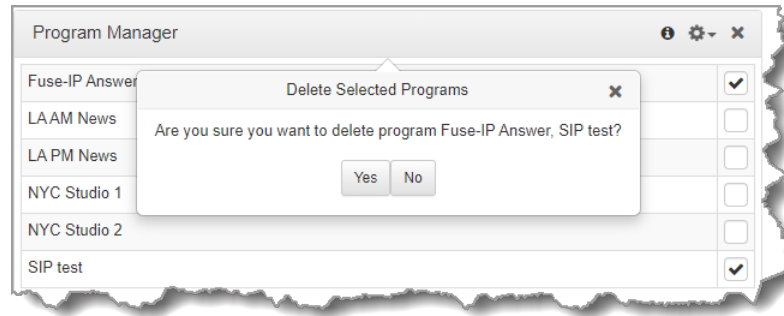 Program Manager
Fuse-IP Answer
Delete Selected Programs
Are you sure you want to delete program Fuse-IP Answer, SIP test?
Yes No
LA AM News
LA PM News
NYC Studio 1
NYC Studio 2
SIP test